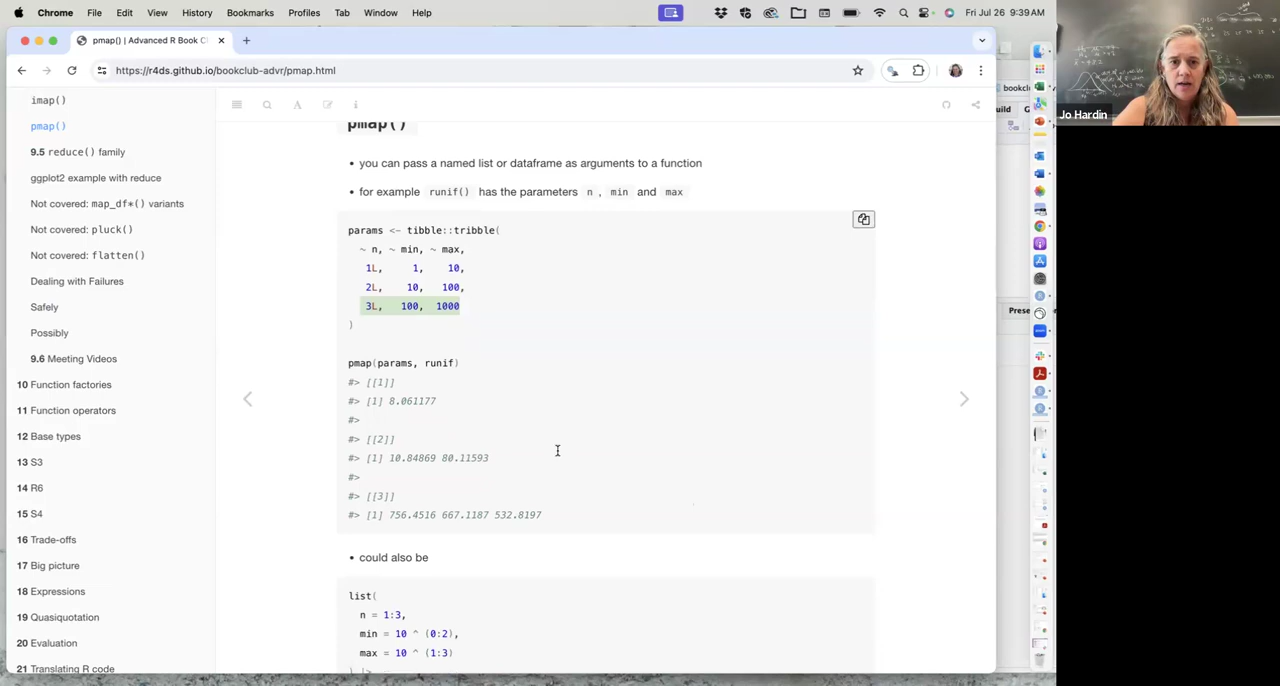 Chrome File Edit View History Bookmarks Profiles Tab Window Help Fri Jul 26 9:39 AM
pmap() | Advanced R Book C
https://r4ds.github.io/bookclub-advr/pmap.html
imap()
pmap()
9.5 reduce() family
ggplot2 example with reduce
Not covered: map_df*() variants
Not covered: pluck()
Not covered: flatten()
Dealing with Failures
Safely
Possibly
9.6 Meeting Videos
10 Function factories
11 Function operators
12 Base types
13 S3
14 R6
15 S4
16 Trade-offs
17 Big picture
18 Expressions
19 Quasiquotation
20 Evaluation
21 Translating R code
pmap()
• you can pass a named list or dataframe as arguments to a function
• for example runif() has the parameters n , min and max
params <- tibble::tribble(
~ n, ~ min, ~ max,
1L, 1, 10,
2L, 10, 100,
3L, 100, 1000
)
pmap(params, runif)
#> [[1]]
#> [1] 8.061177
#>
#> [[2]]
#> [1] 10.84869 80.11593
#>
#> [[3]]
#> [1] 756.4516 667.1187 532.8197
• could also be
list(
n = 1:3,
min = 10 ^ (0:2),
max = 10 ^ (1:3)
) |>
bookcl
uild
Prese
Jo Hardin